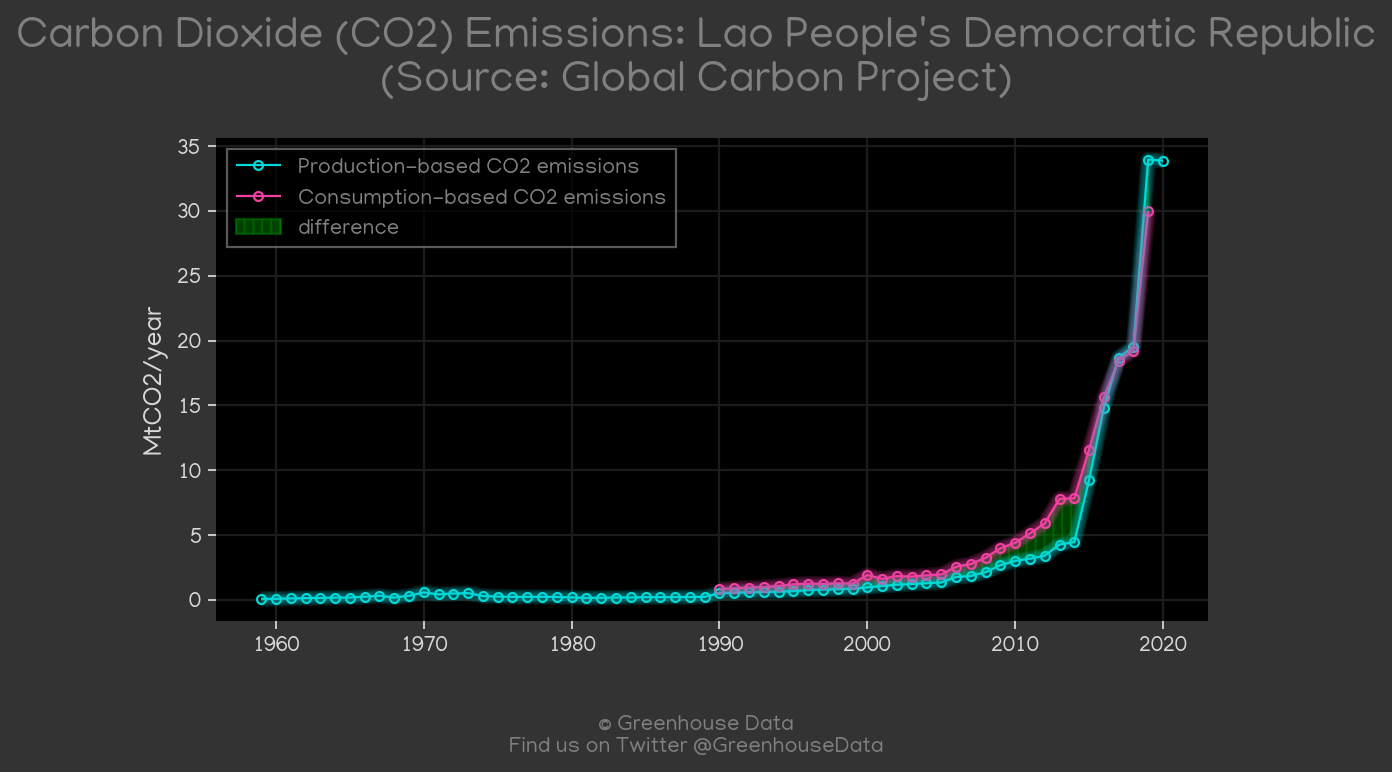 Carbon Dioxide (CO2) Emissions: Lao People's Democratic Republic
(Source: Global Carbon Project)
35
Production-based CO2 emissions
Consumption-based CO2 emissions
difference
30
25
20
15
10
5
0
MtCO2/year
1960 1970 1980 1990 2000 2010 2020
© Greenhouse Data
Find us on Twitter @GreenhouseData